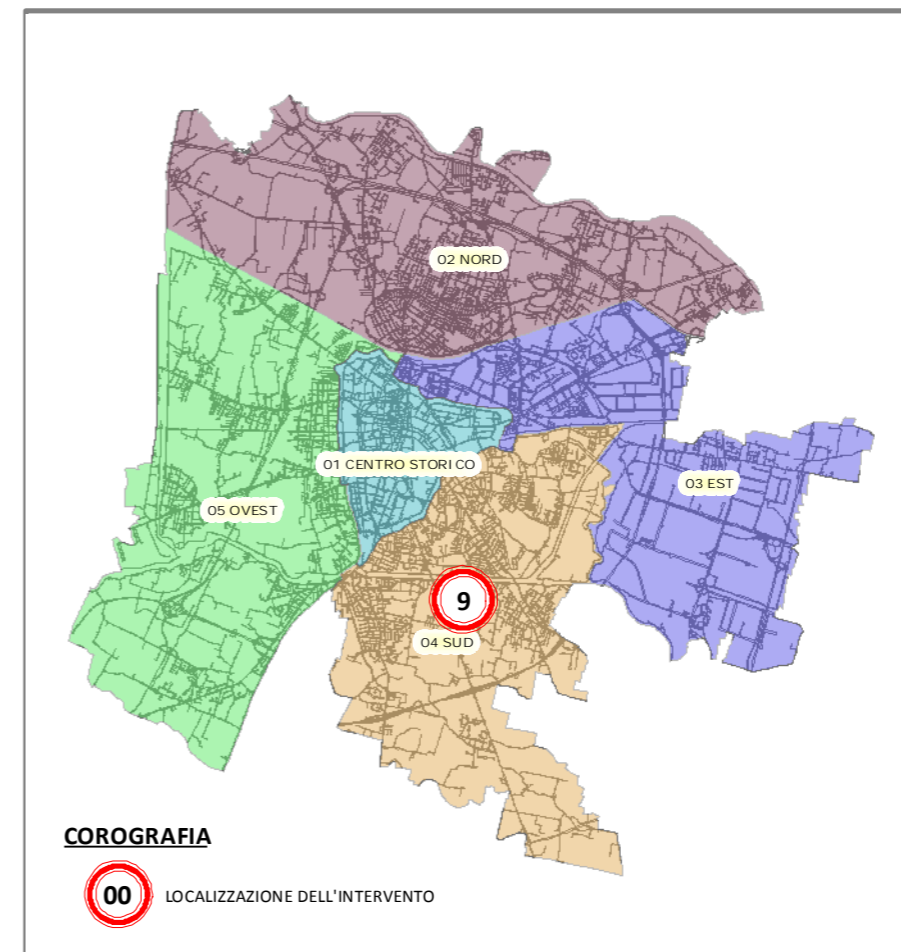 02 NORD
01 CENTRO STORICO
03 EST
05 OVEST
9
04 SUD
COROGRAFIA
00 LOCALIZZAZIONE DELL'INTERVENTO